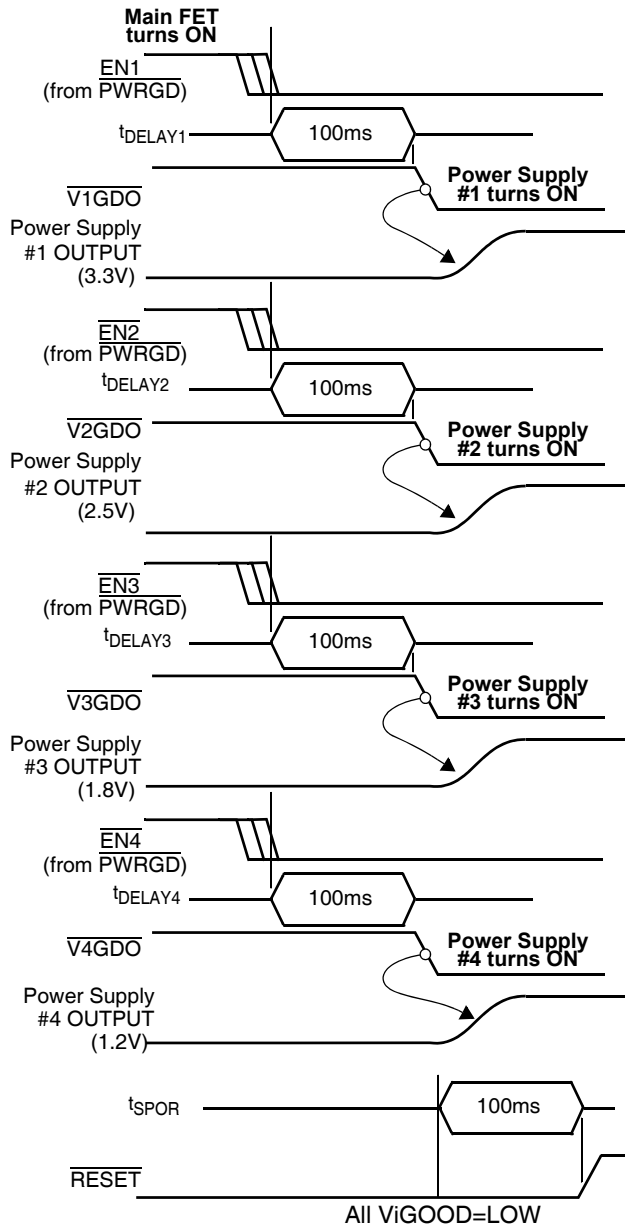 Main FET
turns ON
EN1
(from PWRGD)
tDELAY1
100ms
V1GDO
Power Supply
#1 turns ON
Power Supply
#1 OUTPUT
(3.3V)
EN2
(from PWRGD)
tDELAY2
100ms
V2GDO
Power Supply
#2 turns ON
Power Supply
#2 OUTPUT
(2.5V)
EN3
(from PWRGD)
tDELAY3
100ms
V3GDO
Power Supply
#3 turns ON
Power Supply
#3 OUTPUT
(1.8V)
EN4
(from PWRGD)
tDELAY4
100ms
V4GDO
Power Supply
#4 turns ON
Power Supply
#4 OUTPUT
(1.2V)
tSPOR
100ms
RESET
All ViGOOD=LOW